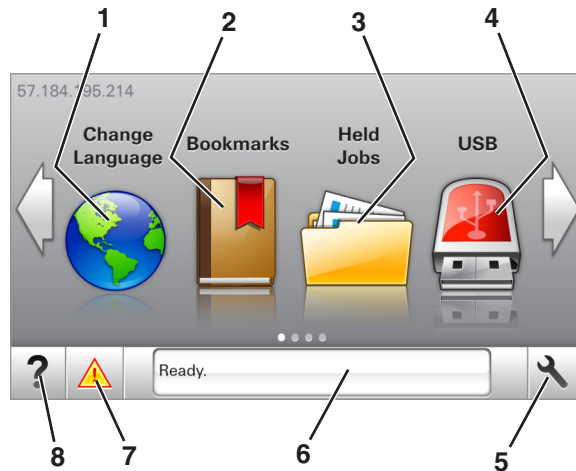 1
2
3
4
57.184.195.214
Change
Language
Bookmarks
Held
Jobs
USB
?
Ready.
8
7
6
5